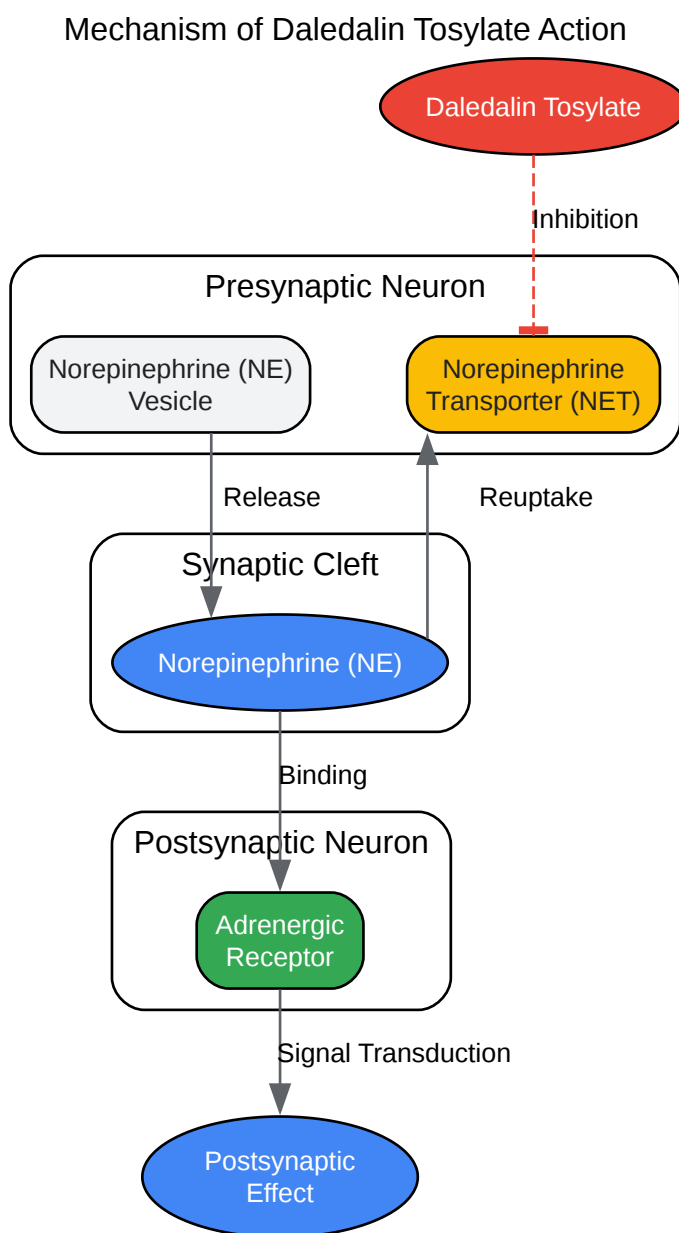 Mechanism of Daledalin Tosylate Action
Daledalin Tosylate
Inhibition
Presynaptic Neuron
Norepinephrine (NE)
Vesicle
Norepinephrine
Transporter (NET)
Release
Reuptake
Synaptic Cleft
Norepinephrine (NE)
Binding
Postsynaptic Neuron
Adrenergic
Receptor
Signal Transduction
Postsynaptic
Effect